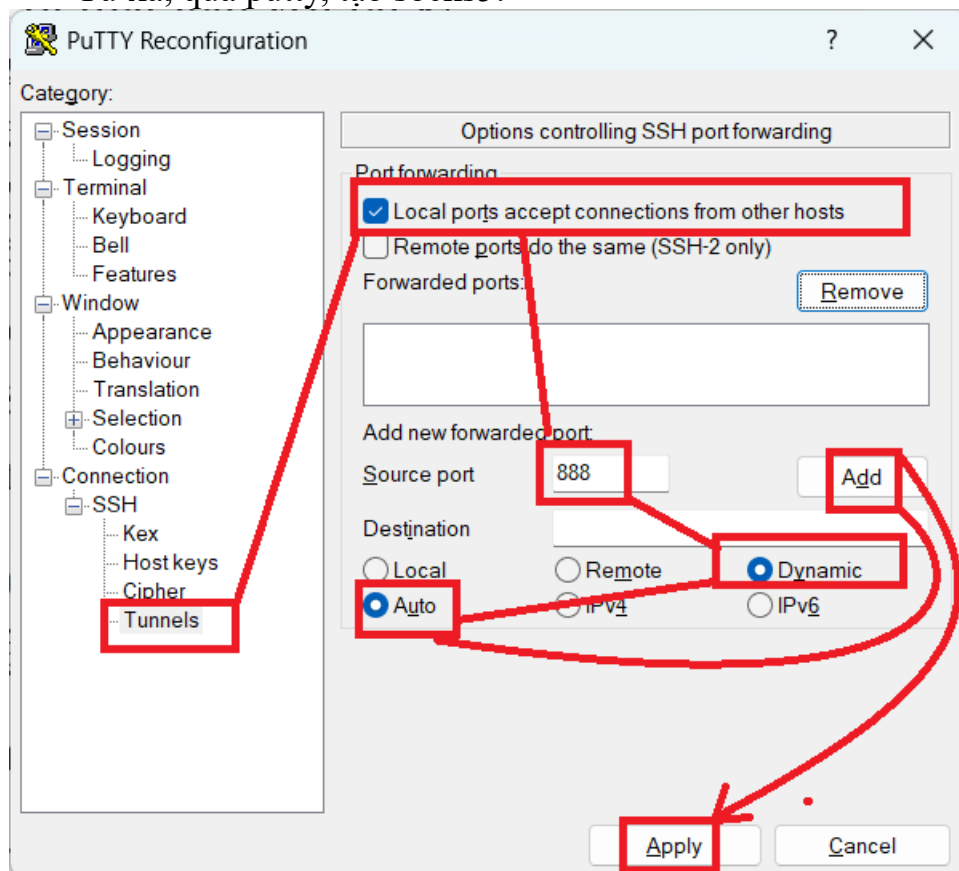 PuTTY Reconfiguration ? ×
Category:
Session
Logging
Terminal
Keyboard
Bell
Features
Window
Appearance
Behaviour
Translation
Selection
Colours
Connection
SSH
Kex
Host keys
Cipher
Tunnels
Options controlling SSH port forwarding
Port forwarding
Local ports accept connections from other hosts
Remote ports do the same (SSH-2 only)
Forwarded ports:
Remove
Add new forwarded port:
Source port 888 Add
Destination
Local Remote Dynamic
Auto IPv4 IPv6
Apply Cancel